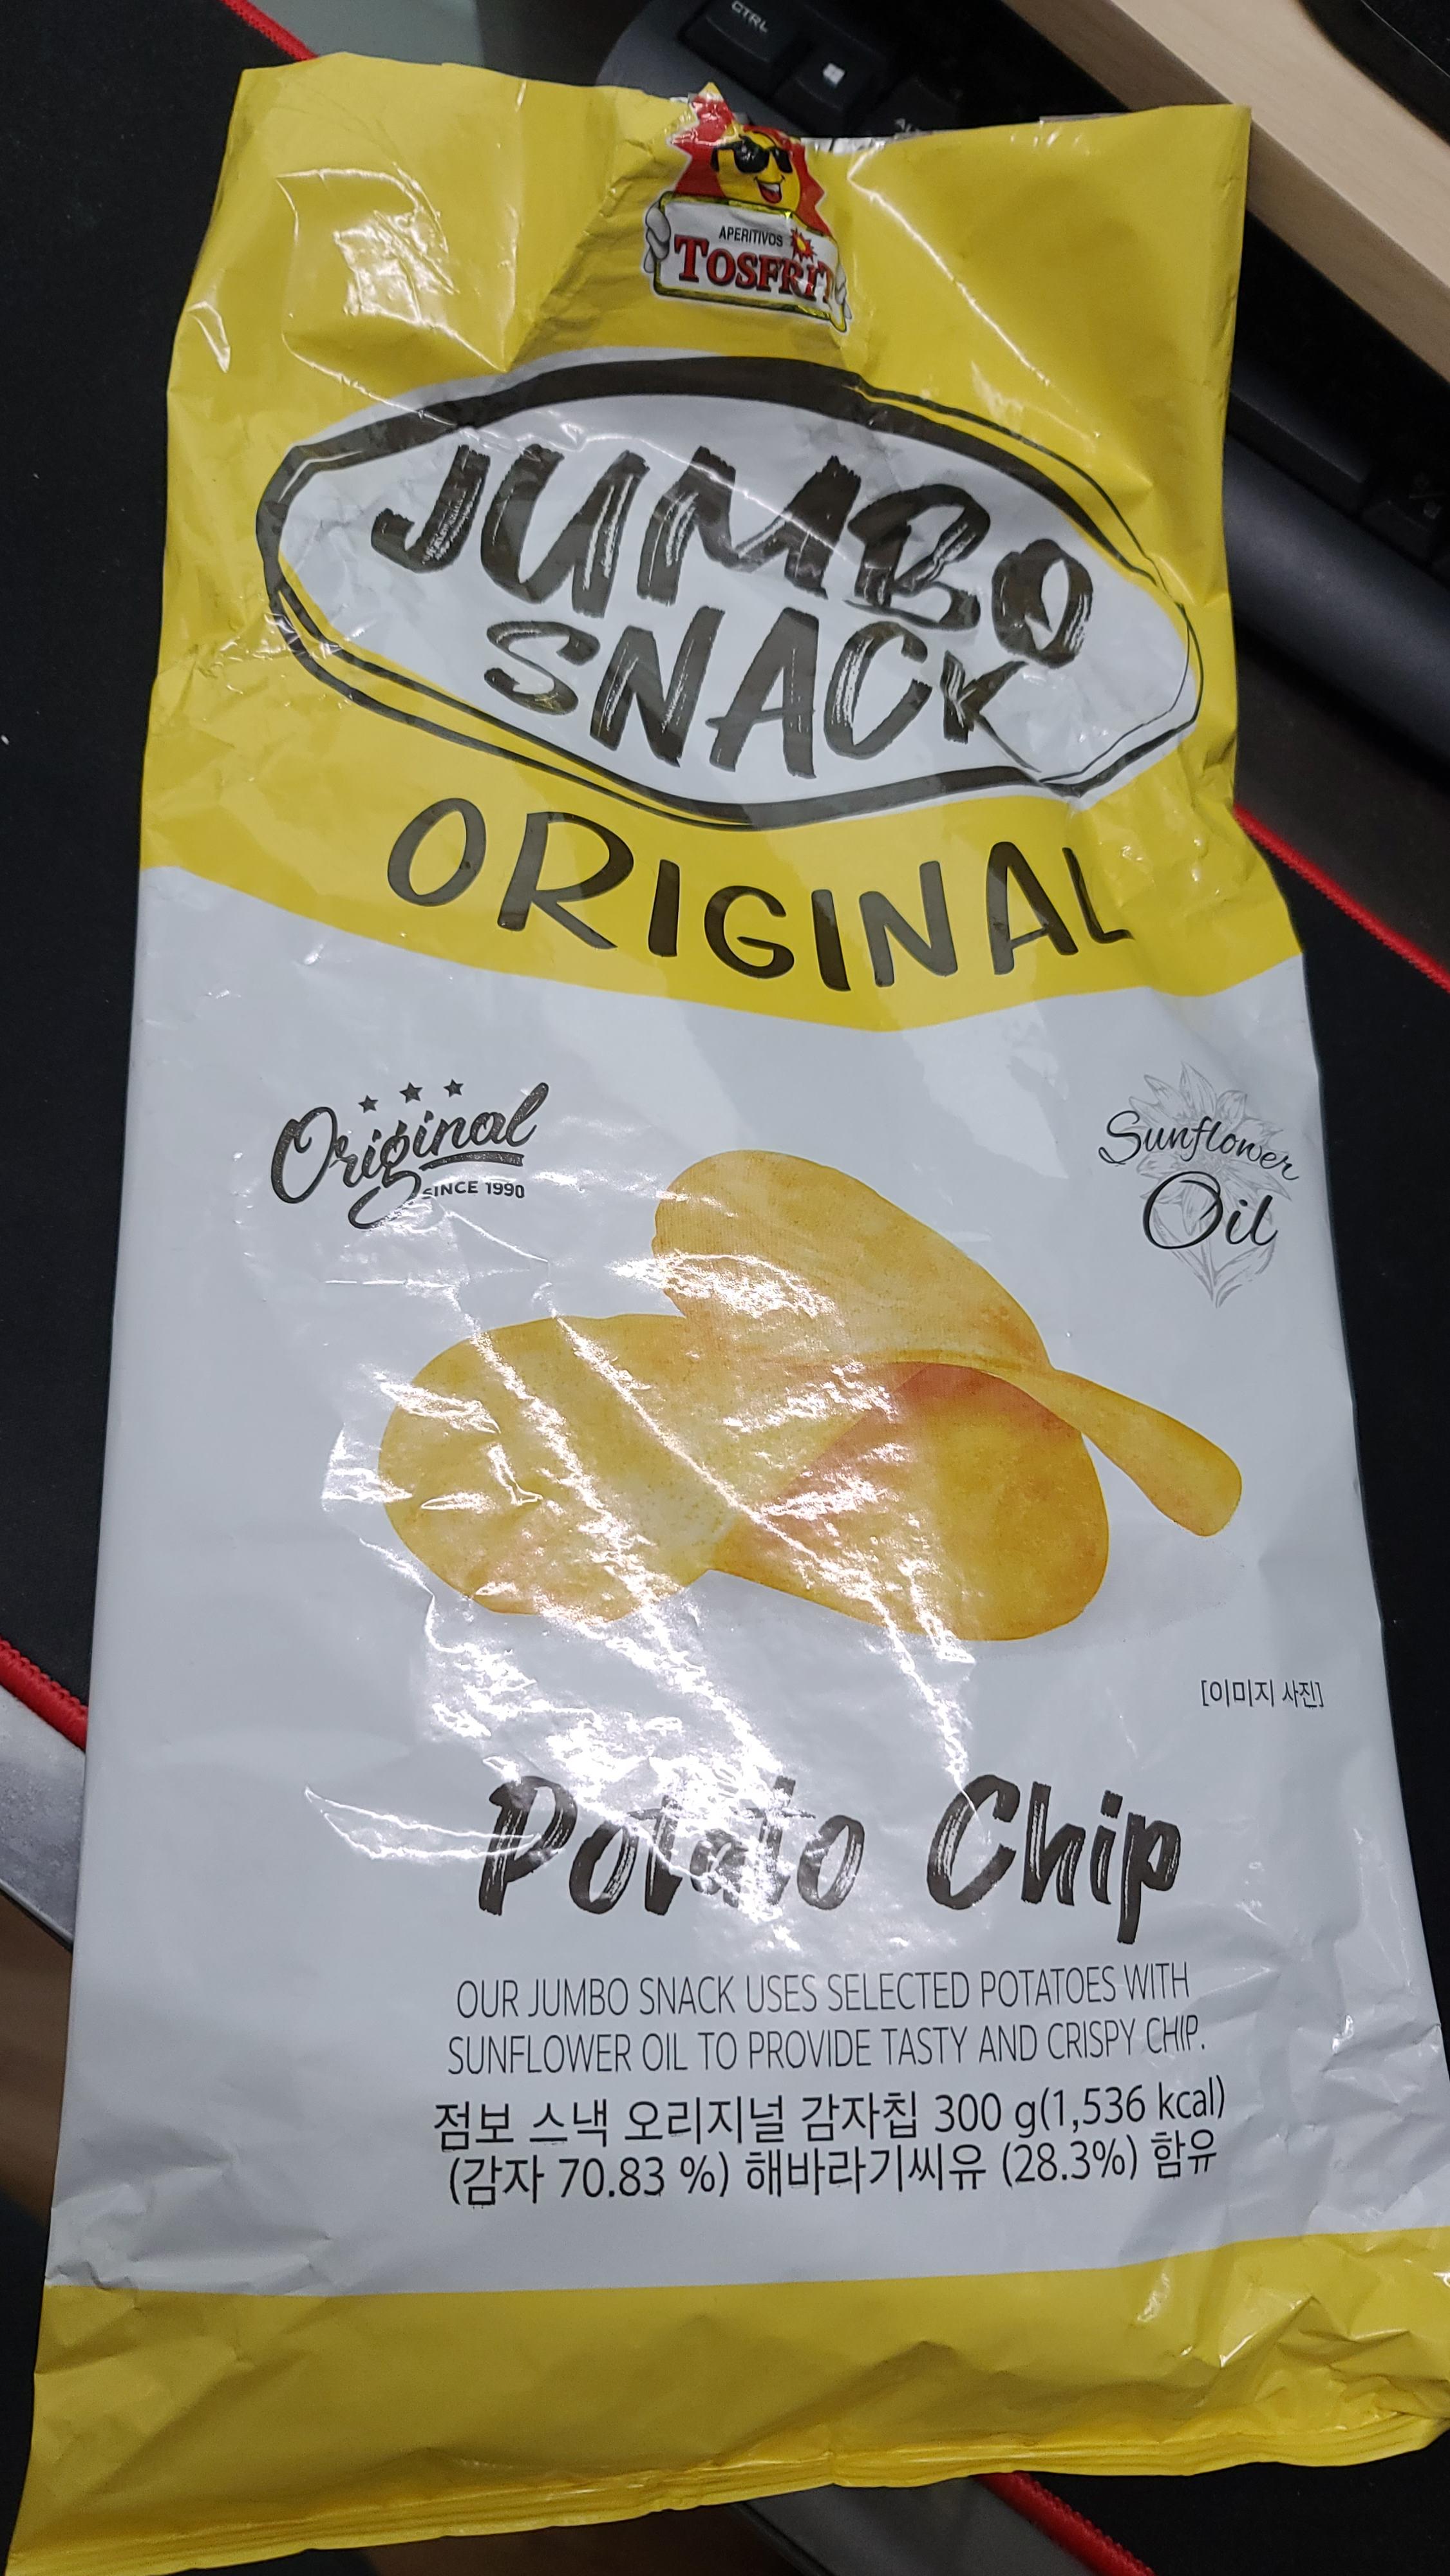 CTRL
APERITIVOS
TOSFRIT
JUMBO
SNACK
ORIGINAL
Original
SINCE 1990
Sunflower
Oil
[이미지 사진]
Potato Chip
OUR JUMBO SNACK USES SELECTED POTATOES WITH
SUNFLOWER OIL TO PROVIDE TASTY AND CRISPY CHIP.
점보 스낵 오리지널 감자칩 300 g(1,536 kcal)
(감자 70.83 %) 해바라기씨유 (28.3%) 함유